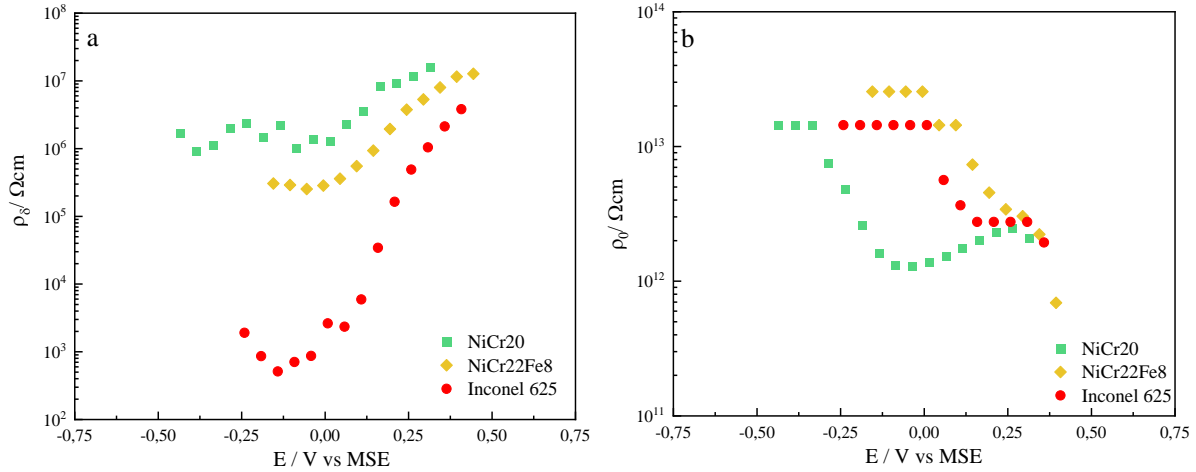 a
10⁸
10⁷
10⁶
10⁵
10⁴
10³
10²
ρδ/ Ωcm
-0,75
-0,50
-0,25
0,00
0,25
0,50
0,75
E / V vs MSE
NiCr20
NiCr22Fe8
Inconel 625
b
10¹⁴
10¹³
10¹²
10¹¹
ρ₀/ Ωcm
-0,75
-0,50
-0,25
0,00
0,25
0,50
0,75
E / V vs MSE
NiCr20
NiCr22Fe8
Inconel 625